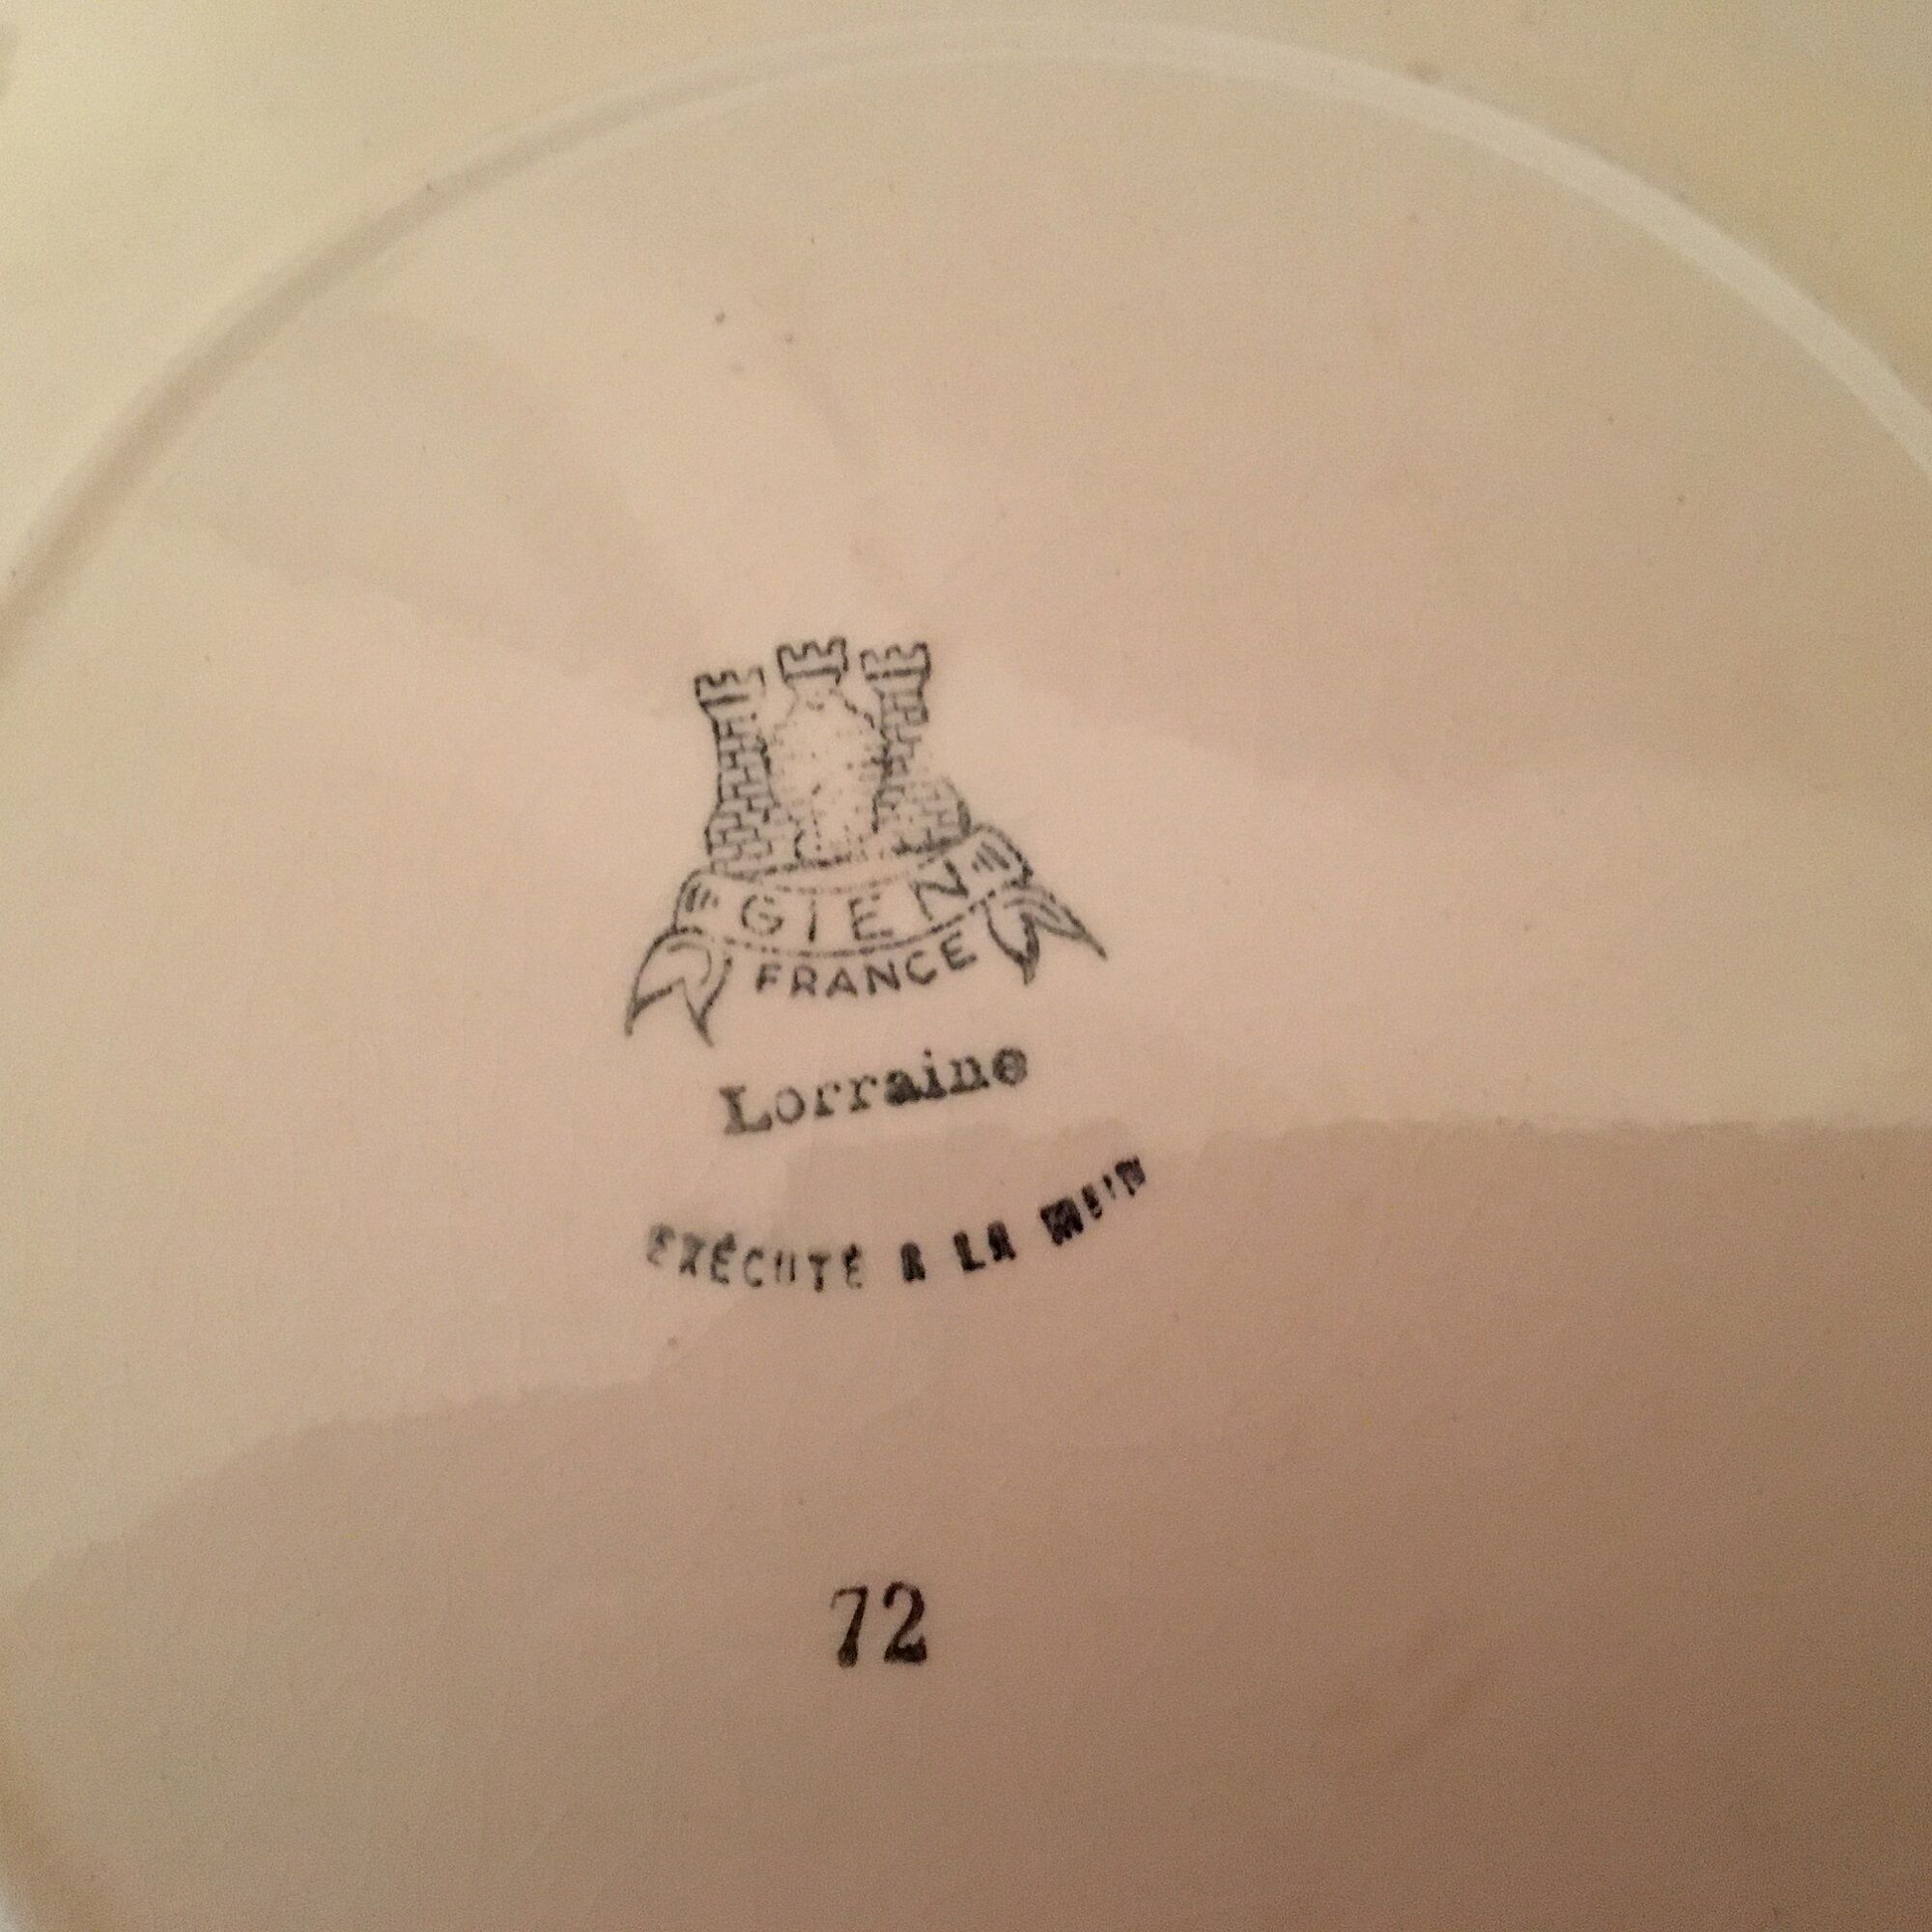 GIEN
FRANCE
Lorraine
EXÉCUTÉ A LA MAIN
72